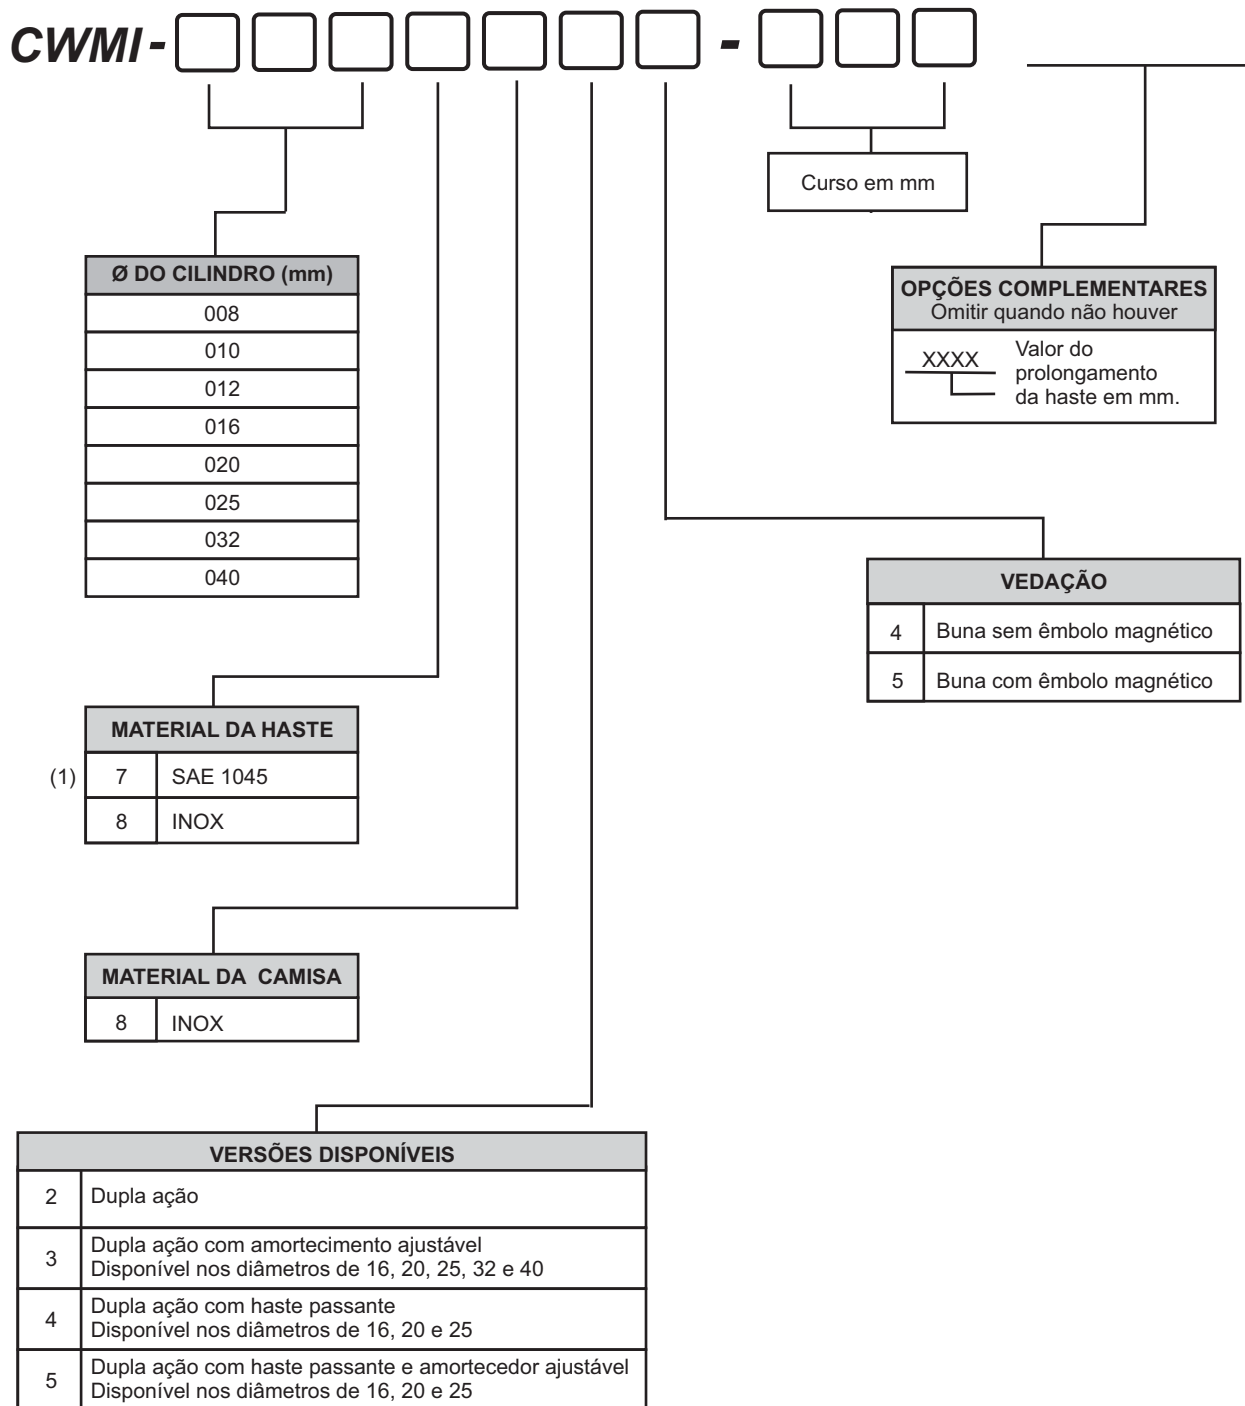 CWMI- -
Curso em mm
Ø DO CILINDRO (mm)
008
010
012
016
020
025
032
040
OPÇÕES COMPLEMENTARES
Omitir quando não houver
XXXX
Valor do
prolongamento
da haste em mm.
VEDAÇÃO
4 Buna sem êmbolo magnético
5 Buna com êmbolo magnético
MATERIAL DA HASTE
(1) 7 SAE 1045
8 INOX
MATERIAL DA CAMISA
8 INOX
VERSÕES DISPONÍVEIS
2 Dupla ação
3 Dupla ação com amortecimento ajustável
Disponível nos diâmetros de 16, 20, 25, 32 e 40
4 Dupla ação com haste passante
Disponível nos diâmetros de 16, 20 e 25
5 Dupla ação com haste passante e amortecedor ajustável
Disponível nos diâmetros de 16, 20 e 25